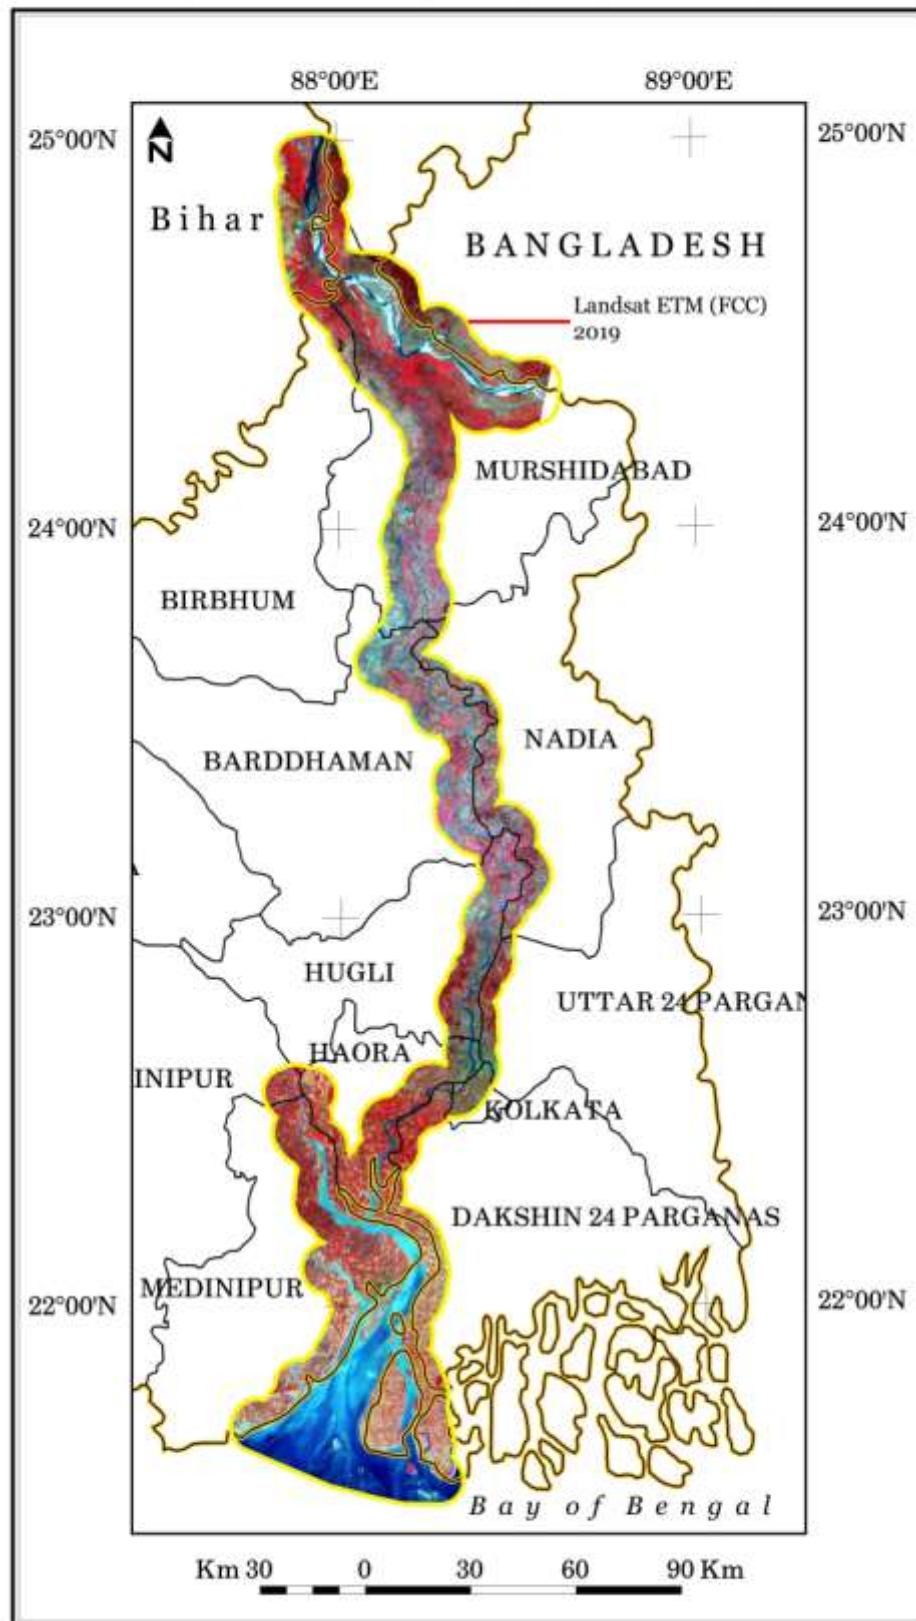 88°00'E 89°00'E
25°00'N 25°00'N
N
Bihar
BANGLADESH
Landsat ETM (FCC)
2019
MURSHIDABAD
24°00'N 24°00'N
BIRBHUM
NADIA
BARDDHAMAN
23°00'N 23°00'N
HUGLI
UTTAR 24 PARGAN
HAORA
INIPUR
KOLKATA
DAKSHIN 24 PARGANAS
MEDINIPUR
22°00'N 22°00'N
Bay of Bengal
Km 30 0 30 60 90 Km